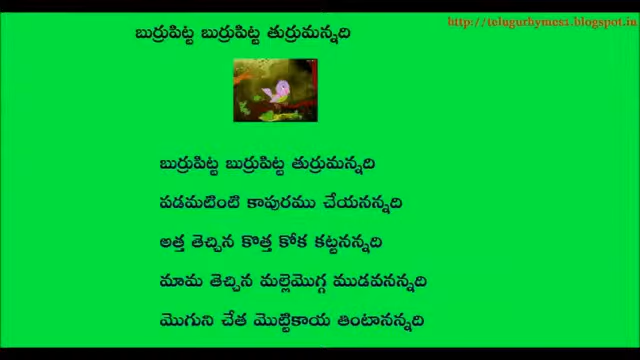 http://telugurhymes1.blogspot.in
బుర్రుపిట్ట బుర్రుపిట్ట తుర్రుమన్నది
బుర్రుపిట్ట బుర్రుపిట్ట తుర్రుమన్నది
పడమటింటి కాపురము చేయనన్నది
అత్త తెచ్చిన కొత్త కోక కట్టనన్నది
మామ తెచ్చిన మల్లెమొగ్గ ముడవనన్నది
మొగుని చేత మొట్టికాయ తింటానన్నది